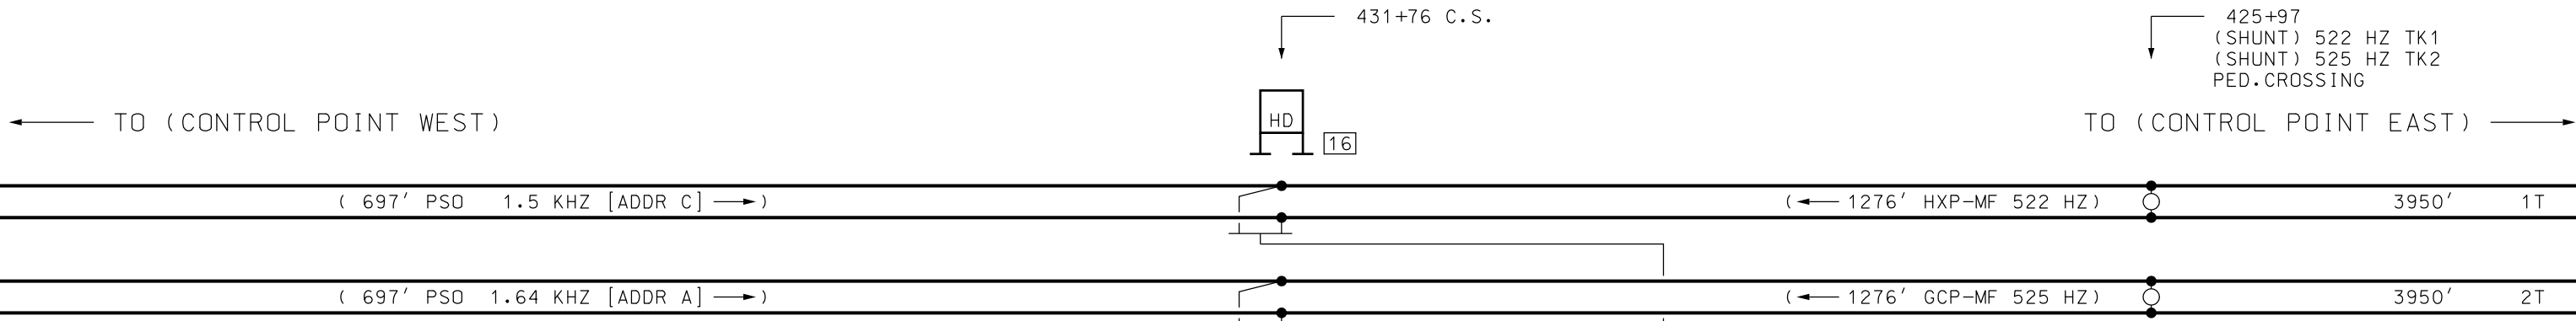 431+76 C.S.
425+97
(SHUNT) 522 HZ TK1
(SHUNT) 525 HZ TK2
PED.CROSSING
TO (CONTROL POINT WEST)
HD
16
TO (CONTROL POINT EAST)
( 697' PSO 1.5 KHZ [ADDR C] → )
( ← 1276' HXP-MF 522 HZ)
3950'
1T
( 697' PSO 1.64 KHZ [ADDR A] → )
( ← 1276' GCP-MF 525 HZ)
3950'
2T